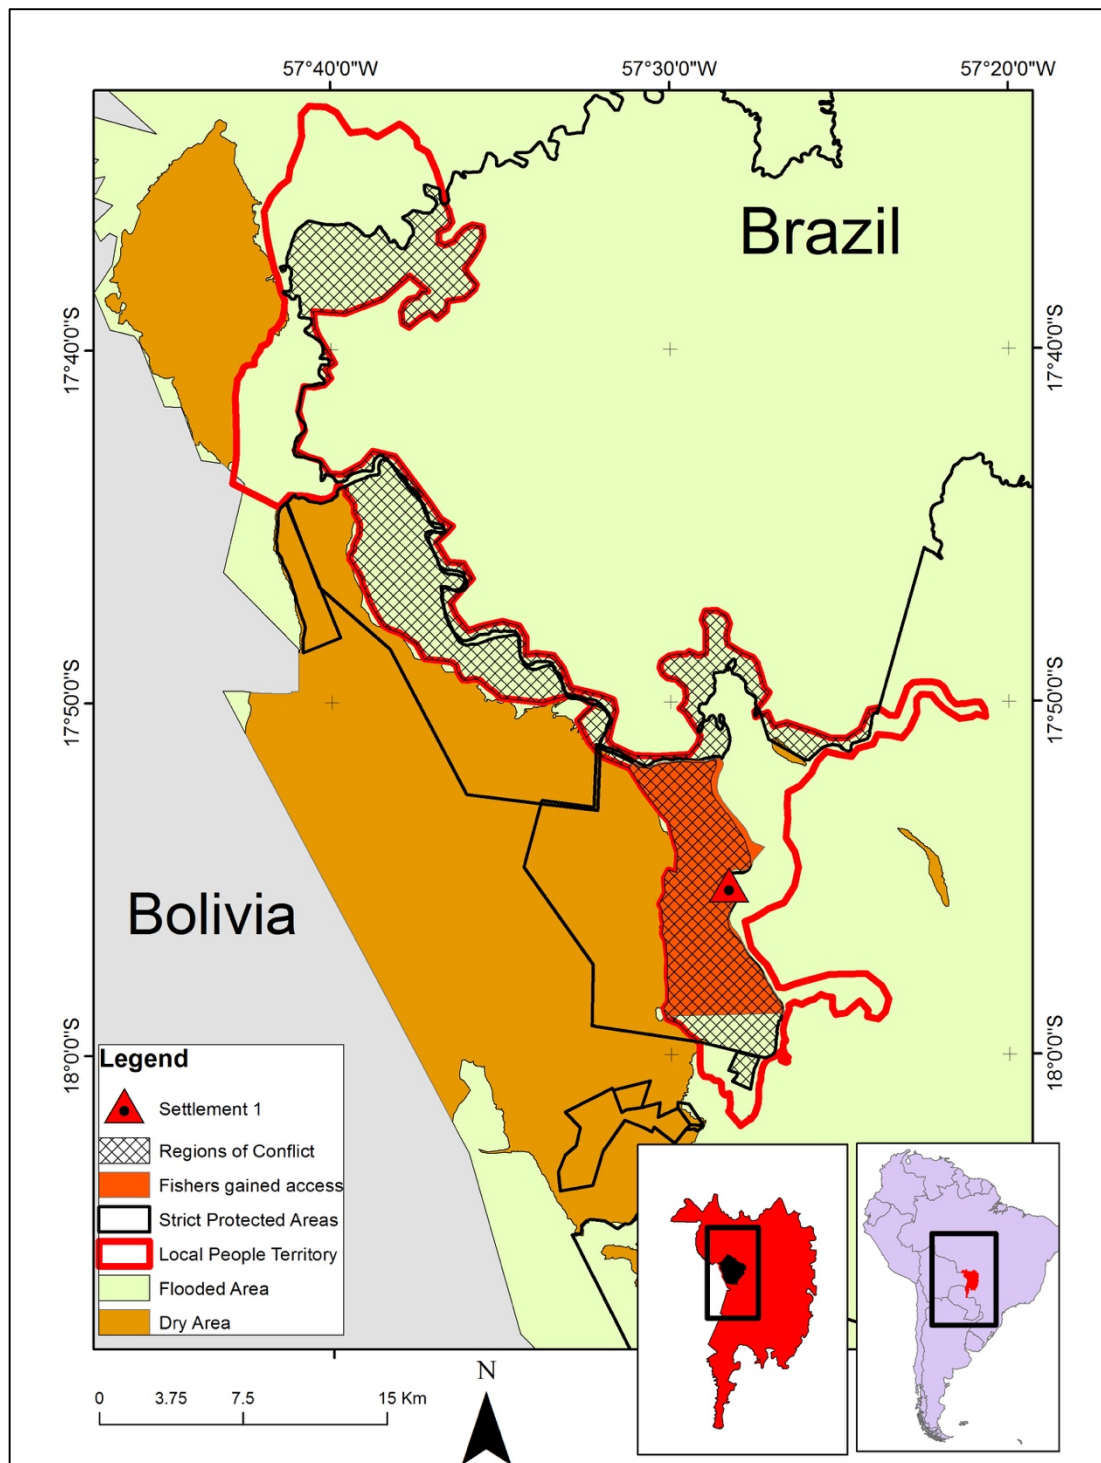 57°40'0"W 57°30'0"W 57°20'0"W
Brazil
17°40'0"S 17°40'0"S
17°50'0"S 17°50'0"S
Bolivia
18°0'0"S 18°0'0"S
Legend
Settlement 1
Regions of Conflict
Fishers gained access
Strict Protected Areas
Local People Territory
Flooded Area
Dry Area
N
0 3.75 7.5 15 Km